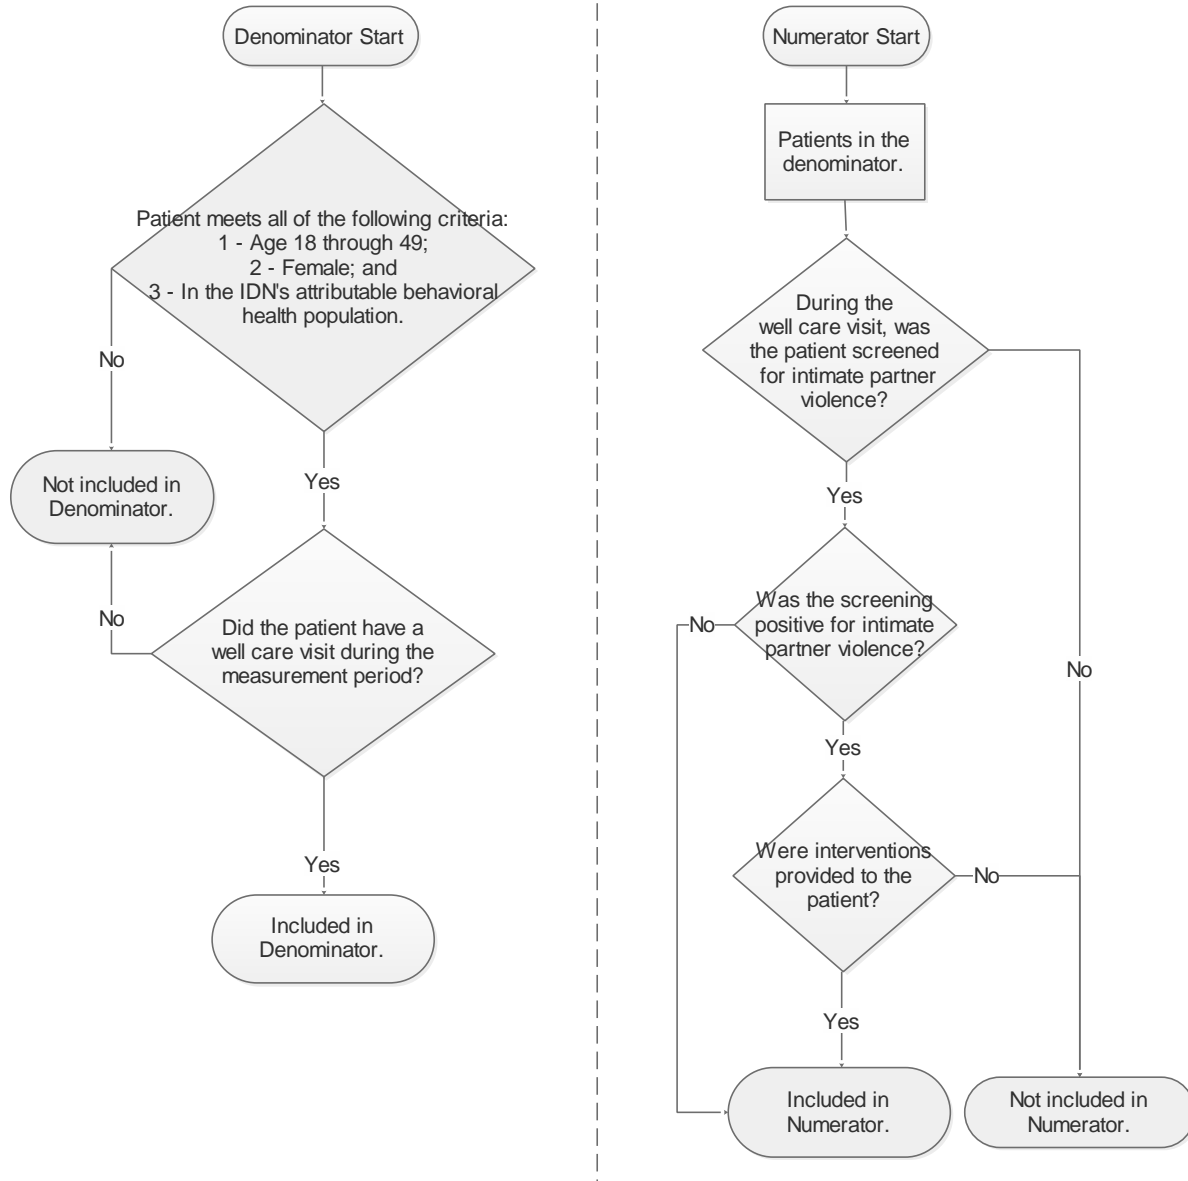 Denominator Start
Patient meets all of the following criteria:
1 - Age 18 through 49;
2 - Female; and
3 - In the IDN's attributable behavioral
health population.
No
Yes
Not included in
Denominator.
No
Did the patient have a
well care visit during the
measurement period?
Yes
Included in
Denominator.
Numerator Start
Patients in the
denominator.
During the
well care visit, was
the patient screened
for intimate partner
violence?
Yes
No
Was the screening
positive for intimate
partner violence?
No
Yes
Were interventions
provided to the
patient?
No
Yes
Included in
Numerator.
Not included in
Numerator.